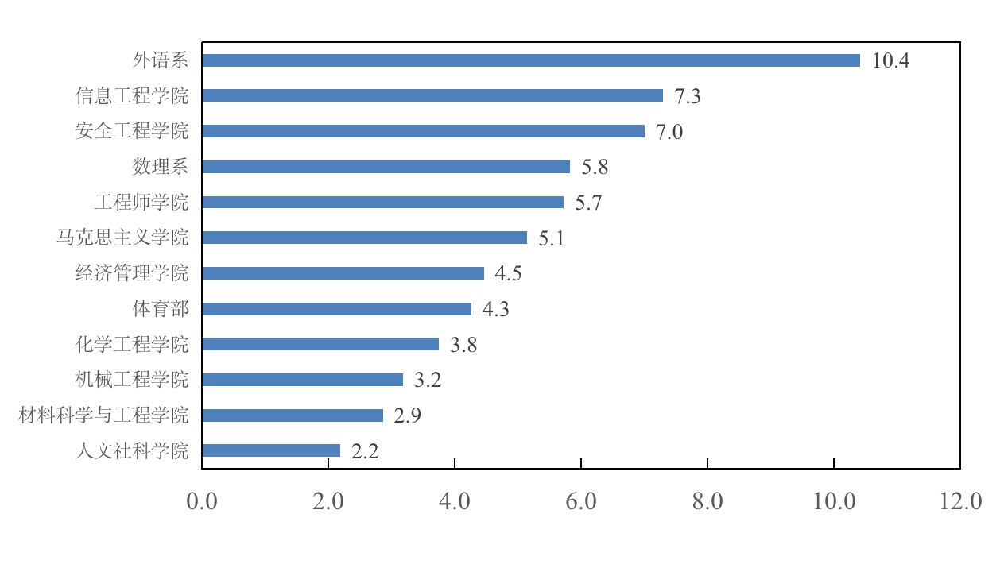 外语系 10.4
信息工程学院 7.3
安全工程学院 7.0
数理系 5.8
工程师学院 5.7
马克思主义学院 5.1
经济管理学院 4.5
体育部 4.3
化学工程学院 3.8
机械工程学院 3.2
材料科学与工程学院 2.9
人文社科学院 2.2
0.0 2.0 4.0 6.0 8.0 10.0 12.0